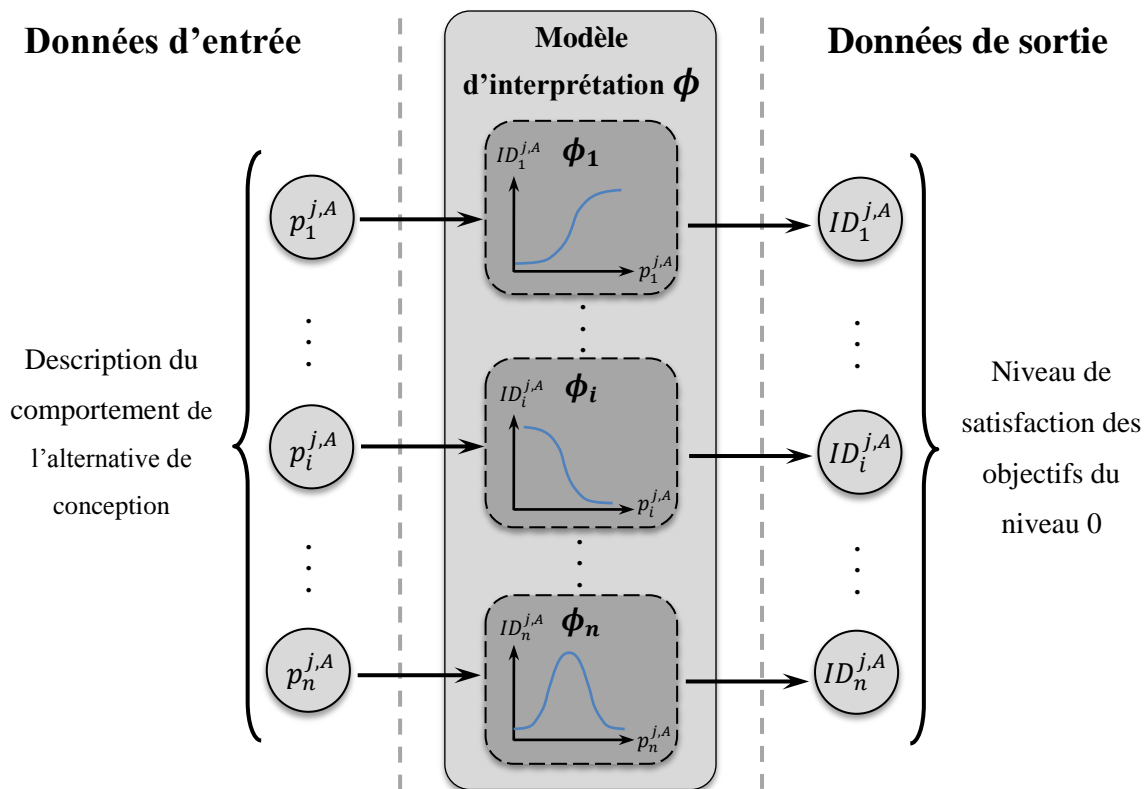 Données d’entrée
Modèle
d’interprétation ϕ
Données de sortie
Description du
comportement de
l’alternative de
conception
p_1^{j,A}
p_i^{j,A}
p_n^{j,A}
ID_1^{j,A}
ϕ_1
p_1^{j,A}
ID_i^{j,A}
ϕ_i
p_i^{j,A}
ID_n^{j,A}
ϕ_n
p_n^{j,A}
ID_1^{j,A}
ID_i^{j,A}
ID_n^{j,A}
Niveau de
satisfaction des
objectifs du
niveau 0